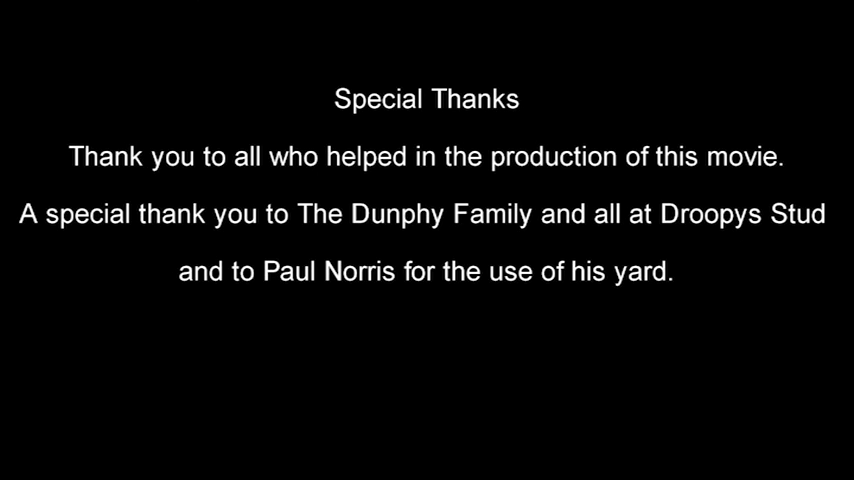 Special Thanks
Thank you to all who helped in the production of this movie.
A special thank you to The Dunphy Family and all at Droopys Stud
and to Paul Norris for the use of his yard.